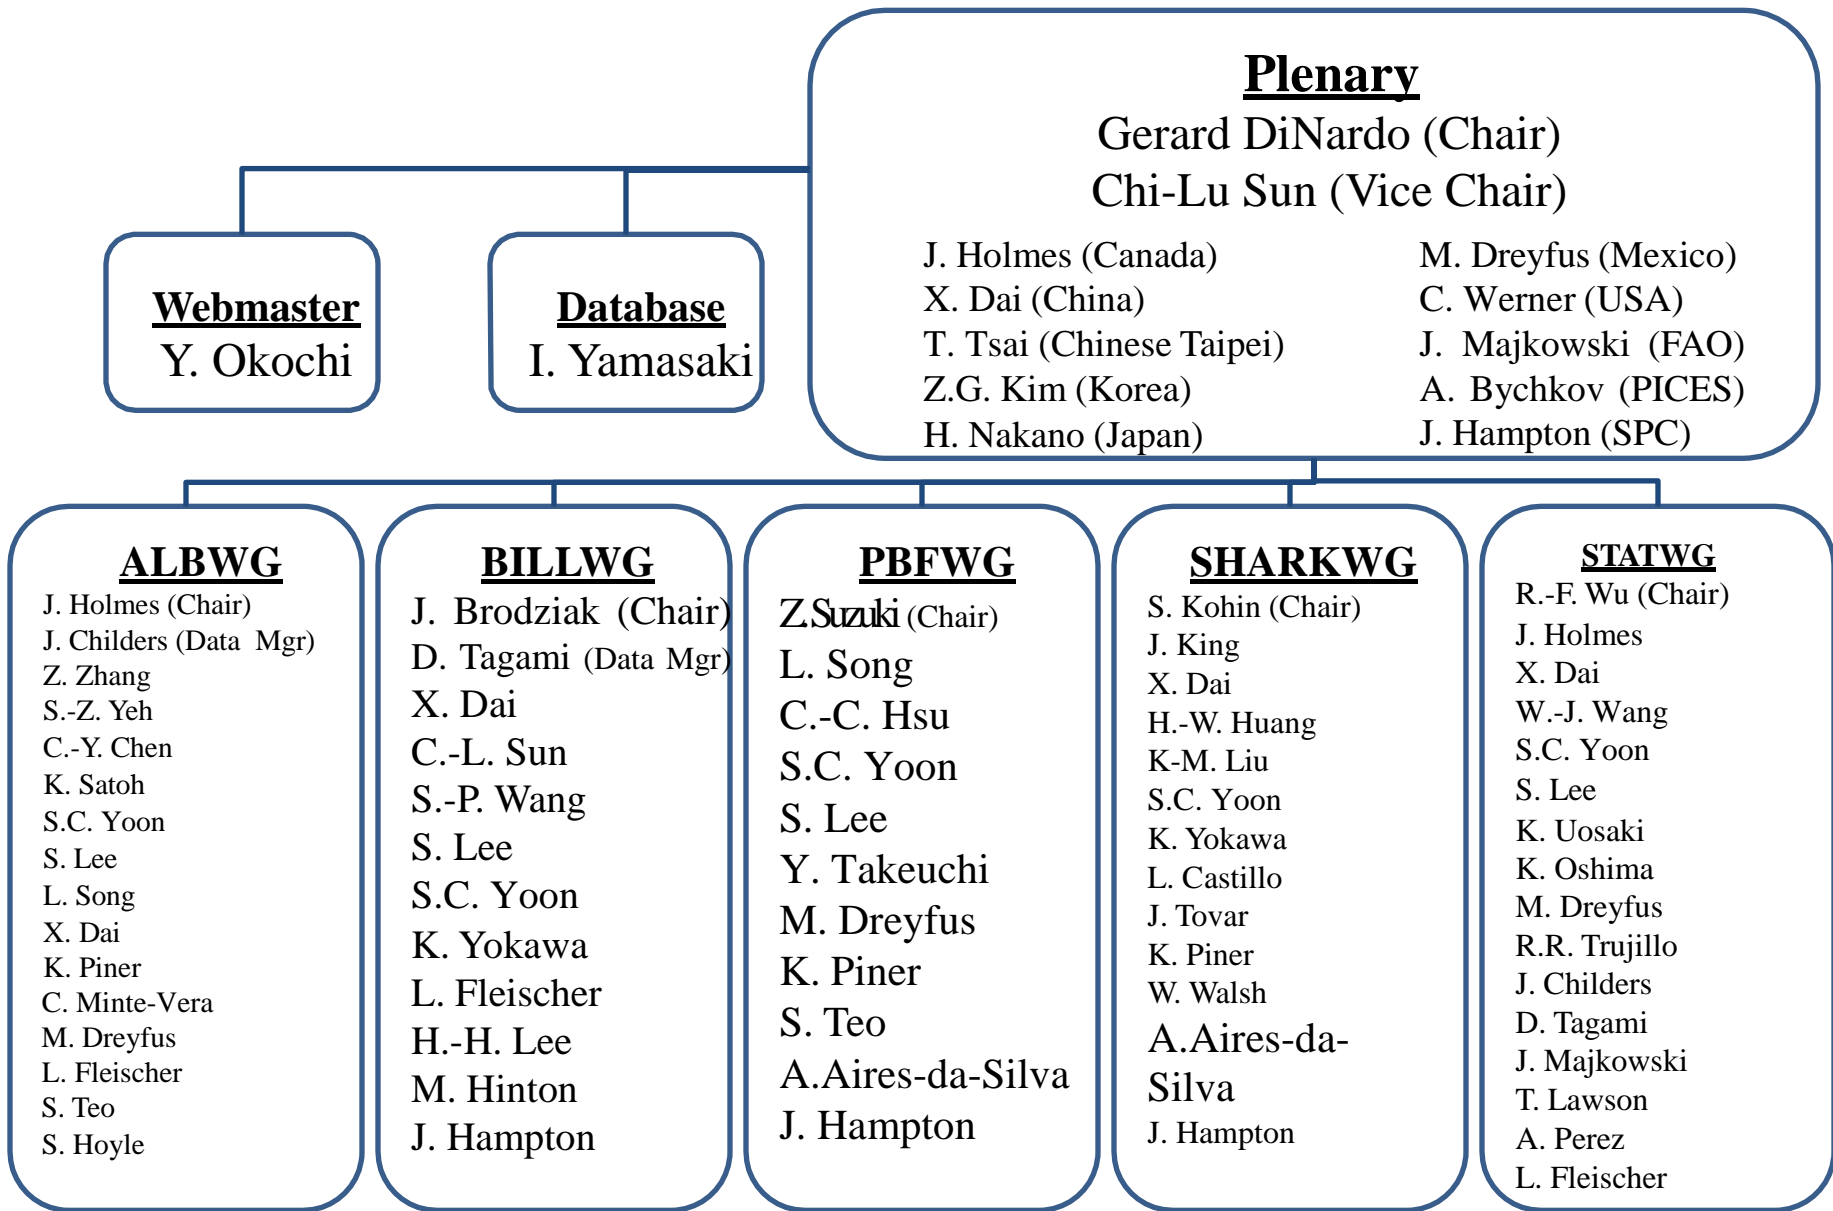 Plenary
Gerard DiNardo (Chair)
Chi-Lu Sun (Vice Chair)
J. Holmes (Canada)
X. Dai (China)
T. Tsai (Chinese Taipei)
Z.G. Kim (Korea)
H. Nakano (Japan)
M. Dreyfus (Mexico)
C. Werner (USA)
J. Majkowski (FAO)
A. Bychkov (PICES)
J. Hampton (SPC)
Webmaster
Y. Okochi
Database
I. Yamasaki
ALBWG
J. Holmes (Chair)
J. Childers (Data Mgr)
Z. Zhang
S.-Z. Yeh
C.-Y. Chen
K. Satoh
S.C. Yoon
S. Lee
L. Song
X. Dai
K. Piner
C. Minte-Vera
M. Dreyfus
L. Fleischer
S. Teo
S. Hoyle
BILLWG
J. Brodziak (Chair)
D. Tagami (Data Mgr)
X. Dai
C.-L. Sun
S.-P. Wang
S. Lee
S.C. Yoon
K. Yokawa
L. Fleischer
H.-H. Lee
M. Hinton
J. Hampton
PBFWG
Z.Suzuki (Chair)
L. Song
C.-C. Hsu
S.C. Yoon
S. Lee
Y. Takeuchi
M. Dreyfus
K. Piner
S. Teo
A.Aires-da-Silva
J. Hampton
SHARKWG
S. Kohin (Chair)
J. King
X. Dai
H.-W. Huang
K-M. Liu
S.C. Yoon
K. Yokawa
L. Castillo
J. Tovar
K. Piner
W. Walsh
A.Aires-da-
Silva
J. Hampton
STATWG
R.-F. Wu (Chair)
J. Holmes
X. Dai
W.-J. Wang
S.C. Yoon
S. Lee
K. Uosaki
K. Oshima
M. Dreyfus
R.R. Trujillo
J. Childers
D. Tagami
J. Majkowski
T. Lawson
A. Perez
L. Fleischer